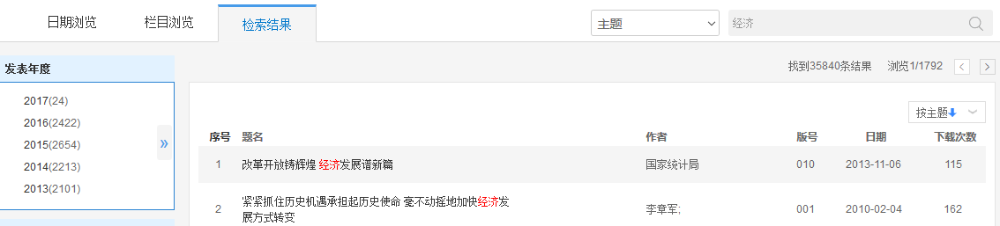 日期浏览 栏目浏览 检索结果 主题 经济
发表年度 找到35840条结果 浏览1/1792
2017(24)
2016(2422)
2015(2654)
2014(2213)
2013(2101)
按主题
序号 题名 作者 版号 日期 下载次数
1 改革开放铸辉煌 经济发展谱新篇 国家统计局 010 2013-11-06 115
2 紧紧抓住历史机遇承担起历史使命 毫不动摇地加快经济发 李章军; 001 2010-02-04 162
展方式转变